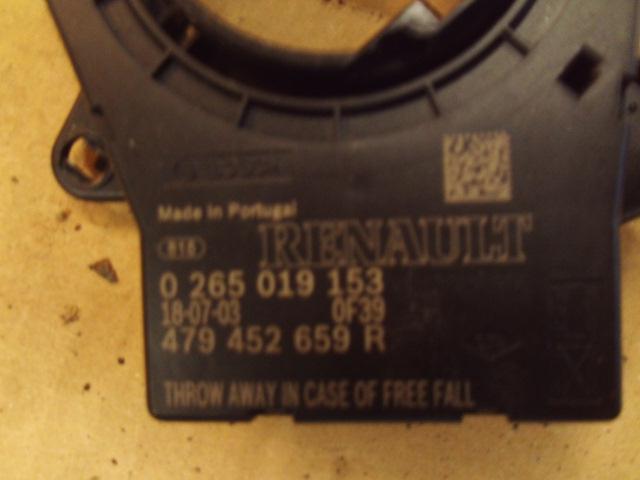 Made in Portugal
RENAULT
0 265 019 153
18-07-03 0F39
479 452 659 R
THROW AWAY IN CASE OF FREE FALL